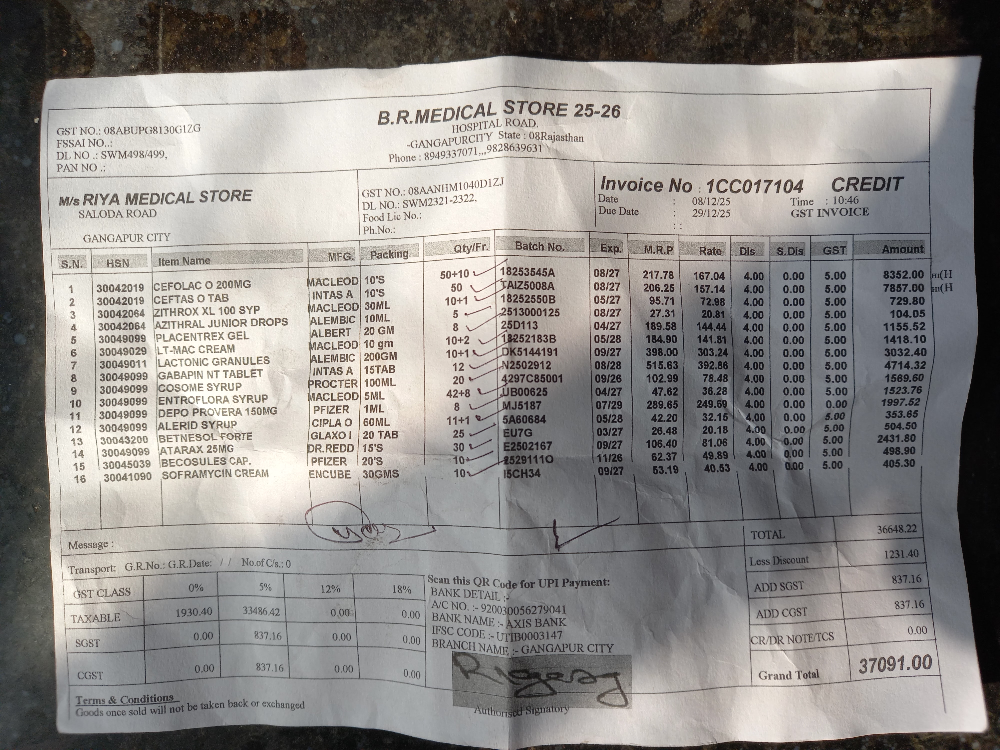 B.R.MEDICAL STORE 25-26
HOSPITAL ROAD,
-GANGAPURCITY State : 08Rajasthan
Phone : 8949337071,,,9828639631
GST NO.: 08ABUPG8130G1ZG
FSSAI NO.:
DL NO .: SWM498/499,
PAN NO .:
M/s RIYA MEDICAL STORE
SALODA ROAD
GANGAPUR CITY
GST NO.: 08AANHM1040D1ZJ
DL NO.: SWM2321-2322,
Food Lic No.:
Ph.No.:
Invoice No : 1CC017104 CREDIT
Date : 08/12/25 Time : 10:46
Due Date : 29/12/25 GST INVOICE
S.N. HSN Item Name MFG. Packing Qty/Fr. Batch No. Exp. M.R.P Rate Dis S.Dis GST Amount
1 30042019 CEFOLAC O 200MG MACLEOD 10'S 50+10 18253545A 08/27 217.78 167.04 4.00 0.00 5.00 8352.00
2 30042019 CEFTAS O TAB INTAS A 10'S 50 TAIZ5008A 08/27 206.25 157.14 4.00 0.00 5.00 7857.00
3 30042064 ZITHROX XL 100 SYP MACLEOD 30ML 10+1 18252550B 05/27 95.71 72.98 4.00 0.00 5.00 729.80
4 30042064 AZITHRAL JUNIOR DROPS ALEMBIC 10ML 5 2513000125 08/27 27.31 20.81 4.00 0.00 5.00 104.05
5 30049099 PLACENTREX GEL ALBERT 20 GM 8 25D113 04/27 189.58 144.44 4.00 0.00 5.00 1155.52
6 30049029 LT-MAC CREAM MACLEOD 10 gm 10+2 18252183B 05/28 184.90 141.81 4.00 0.00 5.00 1418.10
7 30049011 LACTONIC GRANULES ALEMBIC 200GM 10+1 DK5144191 09/27 398.00 303.24 4.00 0.00 5.00 3032.40
8 30049099 GABAPIN NT TABLET INTAS A 15TAB 12 N2502912 08/28 515.63 392.86 4.00 0.00 5.00 4714.32
9 30049099 COSOME SYRUP PROCTER 100ML 20 4297C85001 09/26 102.99 78.48 4.00 0.00 5.00 1569.60
10 30049099 ENTROFLORA SYRUP MACLEOD 5ML 42+8 UB00625 04/27 47.62 36.28 4.00 0.00 5.00 1523.76
11 30049099 DEPO PROVERA 150MG PFIZER 1ML 8 MJ5187 07/29 289.65 249.69 4.00 0.00 0.00 1997.52
12 30049099 ALERID SYRUP CIPLA O 60ML 11+1 5A60684 05/28 42.20 32.15 4.00 0.00 5.00 353.65
13 30043200 BETNESOL FORTE GLAXO I 20 TAB 25 EU7G 03/27 26.48 20.18 4.00 0.00 5.00 504.50
14 30049099 ATARAX 25MG DR.REDD 15'S 30 E2502167 09/27 106.40 81.06 4.00 0.00 5.00 2431.80
15 30045039 BECOSULES CAP. PFIZER 20'S 10 11/26 62.37 49.89 4.00 0.00 5.00 498.90
16 30041090 SOFRAMYCIN CREAM ENCUBE 30GMS 10 I5CH34 09/27 53.19 40.53 4.00 0.00 5.00 405.30
Message :
Transport: G.R.No.: G.R.Date: / / No.of C/s.: 0
GST CLASS 0% 5% 12% 18%
TAXABLE 1930.40 33486.42 0.00 0.00
SGST 0.00 837.16 0.00 0.00
CGST 0.00 837.16 0.00 0.00
Scan this QR Code for UPI Payment:
BANK DETAIL :-
A/C NO. :- 920030056279041
BANK NAME :- AXIS BANK
IFSC CODE :- UTIB0003147
BRANCH NAME :- GANGAPUR CITY
TOTAL 36648.22
Less Discount 1231.40
ADD SGST 837.16
ADD CGST 837.16
CR/DR NOTE/TCS 0.00
Grand Total 37091.00
Terms & Conditions
Goods once sold will not be taken back or exchanged
Authorised Signatory